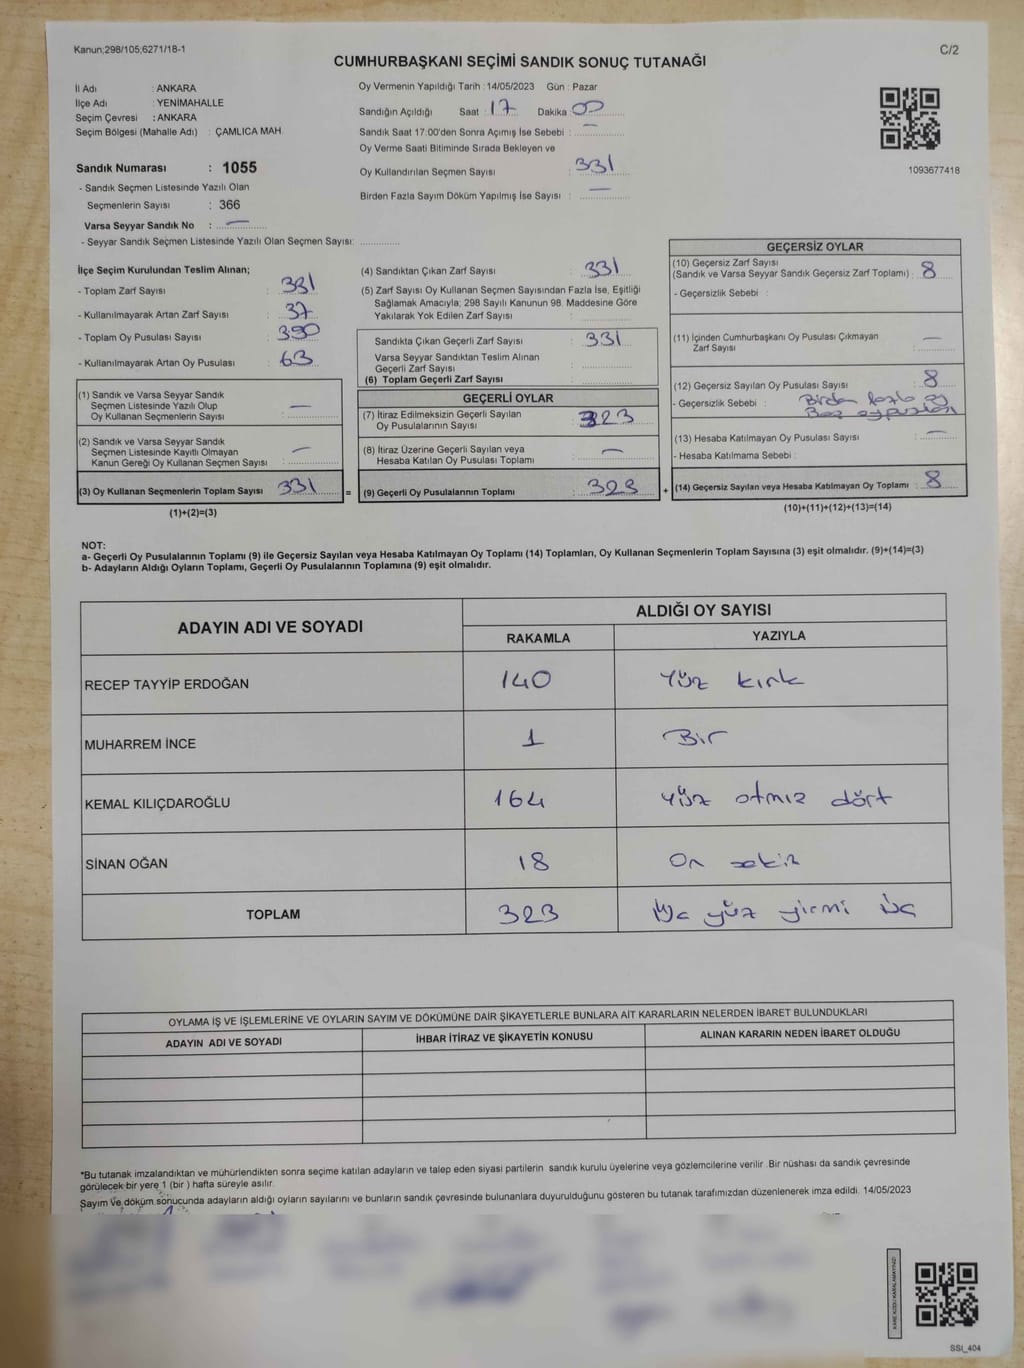 Kanun;298/105;6271/18-1
C/2
CUMHURBAŞKANI SEÇİMİ SANDIK SONUÇ TUTANAĞI
İl Adı : ANKARA
İlçe Adı : YENİMAHALLE
Seçim Çevresi : ANKARA
Seçim Bölgesi (Mahalle Adı) : ÇAMLICA MAH.
Sandık Numarası : 1055
- Sandık Seçmen Listesinde Yazılı Olan
Seçmenlerin Sayısı : 366
Varsa Seyyar Sandık No : —
- Seyyar Sandık Seçmen Listesinde Yazılı Olan Seçmen Sayısı:
Oy Vermenin Yapıldığı Tarih : 14/05/2023 Gün : Pazar
Sandığın Açıldığı Saat : 17 Dakika : 00
Sandık Saat 17:00'den Sonra Açımış İse Sebebi : —
Oy Verme Saati Bitiminde Sırada Bekleyen ve
Oy Kullandırılan Seçmen Sayısı : 331
Birden Fazla Sayım Döküm Yapılmış İse Sayısı : —
1093677418
İlçe Seçim Kurulundan Teslim Alınan;
- Toplam Zarf Sayısı : 381
- Kullanılmayarak Artan Zarf Sayısı : 37
- Toplam Oy Pusulası Sayısı : 390
- Kullanılmayarak Artan Oy Pusulası : 63
(1) Sandık ve Varsa Seyyar Sandık
Seçmen Listesinde Yazılı Olup
Oy Kullanan Seçmenlerin Sayısı : —
(2) Sandık ve Varsa Seyyar Sandık
Seçmen Listesinde Kayıtlı Olmayan
Kanun Gereği Oy Kullanan Seçmen Sayısı : —
(3) Oy Kullanan Seçmenlerin Toplam Sayısı : 331 =
(1)+(2)=(3)
(4) Sandıktan Çıkan Zarf Sayısı : 331
(5) Zarf Sayısı Oy Kullanan Seçmen Sayısından Fazla İse, Eşitliği
Sağlamak Amacıyla; 298 Sayılı Kanunun 98. Maddesine Göre
Yakılarak Yok Edilen Zarf Sayısı :
Sandıkta Çıkan Geçerli Zarf Sayısı : 331
Varsa Seyyar Sandıktan Teslim Alınan
Geçerli Zarf Sayısı :
(6) Toplam Geçerli Zarf Sayısı :
GEÇERLİ OYLAR
(7) İtiraz Edilmeksizin Geçerli Sayılan
Oy Pusulalarının Sayısı : 323
(8) İtiraz Üzerine Geçerli Sayılan veya
Hesaba Katılan Oy Pusulası Toplamı : —
(9) Geçerli Oy Pusulalarının Toplamı : 323 +
GEÇERSİZ OYLAR
(10) Geçersiz Zarf Sayısı
(Sandık ve Varsa Seyyar Sandık Geçersiz Zarf Toplamı) : 8
- Geçersizlik Sebebi :
(11) İçinden Cumhurbaşkanı Oy Pusulası Çıkmayan
Zarf Sayısı : —
(12) Geçersiz Sayılan Oy Pusulası Sayısı : 8
- Geçersizlik Sebebi : Birden fazla oy
Boş oy pusulası
(13) Hesaba Katılmayan Oy Pusulası Sayısı : —
- Hesaba Katılmama Sebebi :
(14) Geçersiz Sayılan veya Hesaba Katılmayan Oy Toplamı : 8
(10)+(11)+(12)+(13)=(14)
NOT:
a- Geçerli Oy Pusulalarının Toplamı (9) ile Geçersiz Sayılan veya Hesaba Katılmayan Oy Toplamı (14) Toplamları, Oy Kullanan Seçmenlerin Toplam Sayısına (3) eşit olmalıdır. (9)+(14)=(3)
b- Adayların Aldığı Oyların Toplamı, Geçerli Oy Pusulalarının Toplamına (9) eşit olmalıdır.
ADAYIN ADI VE SOYADI
ALDIĞI OY SAYISI
RAKAMLA YAZIYLA
RECEP TAYYİP ERDOĞAN 140 Yüz kırk
MUHARREM İNCE 1 Bir
KEMAL KILIÇDAROĞLU 164 Yüz atmız dört
SİNAN OĞAN 18 On sekiz
TOPLAM 323 Üç yüz yirmi üç
OYLAMA İŞ VE İŞLEMLERİNE VE OYLARIN SAYIM VE DÖKÜMÜNE DAİR ŞİKAYETLERLE BUNLARA AİT KARARLARIN NELERDEN İBARET BULUNDUKLARI
ADAYIN ADI VE SOYADI İHBAR İTİRAZ VE ŞİKAYETİN KONUSU ALINAN KARARIN NEDEN İBARET OLDUĞU
*Bu tutanak imzalandıktan ve mühürlendikten sonra seçime katılan adayların ve talep eden siyasi partilerin sandık kurulu üyelerine veya gözlemcilerine verilir. Bir nüshası da sandık çevresinde
görülecek bir yere 1 (bir ) hafta süreyle asılır.
Sayım ve döküm sonucunda adayların aldığı oyların sayılarını ve bunların sandık çevresinde bulunanlara duyurulduğunu gösteren bu tutanak tarafımızdan düzenlenerek imza edildi. 14/05/2023
SSI_404